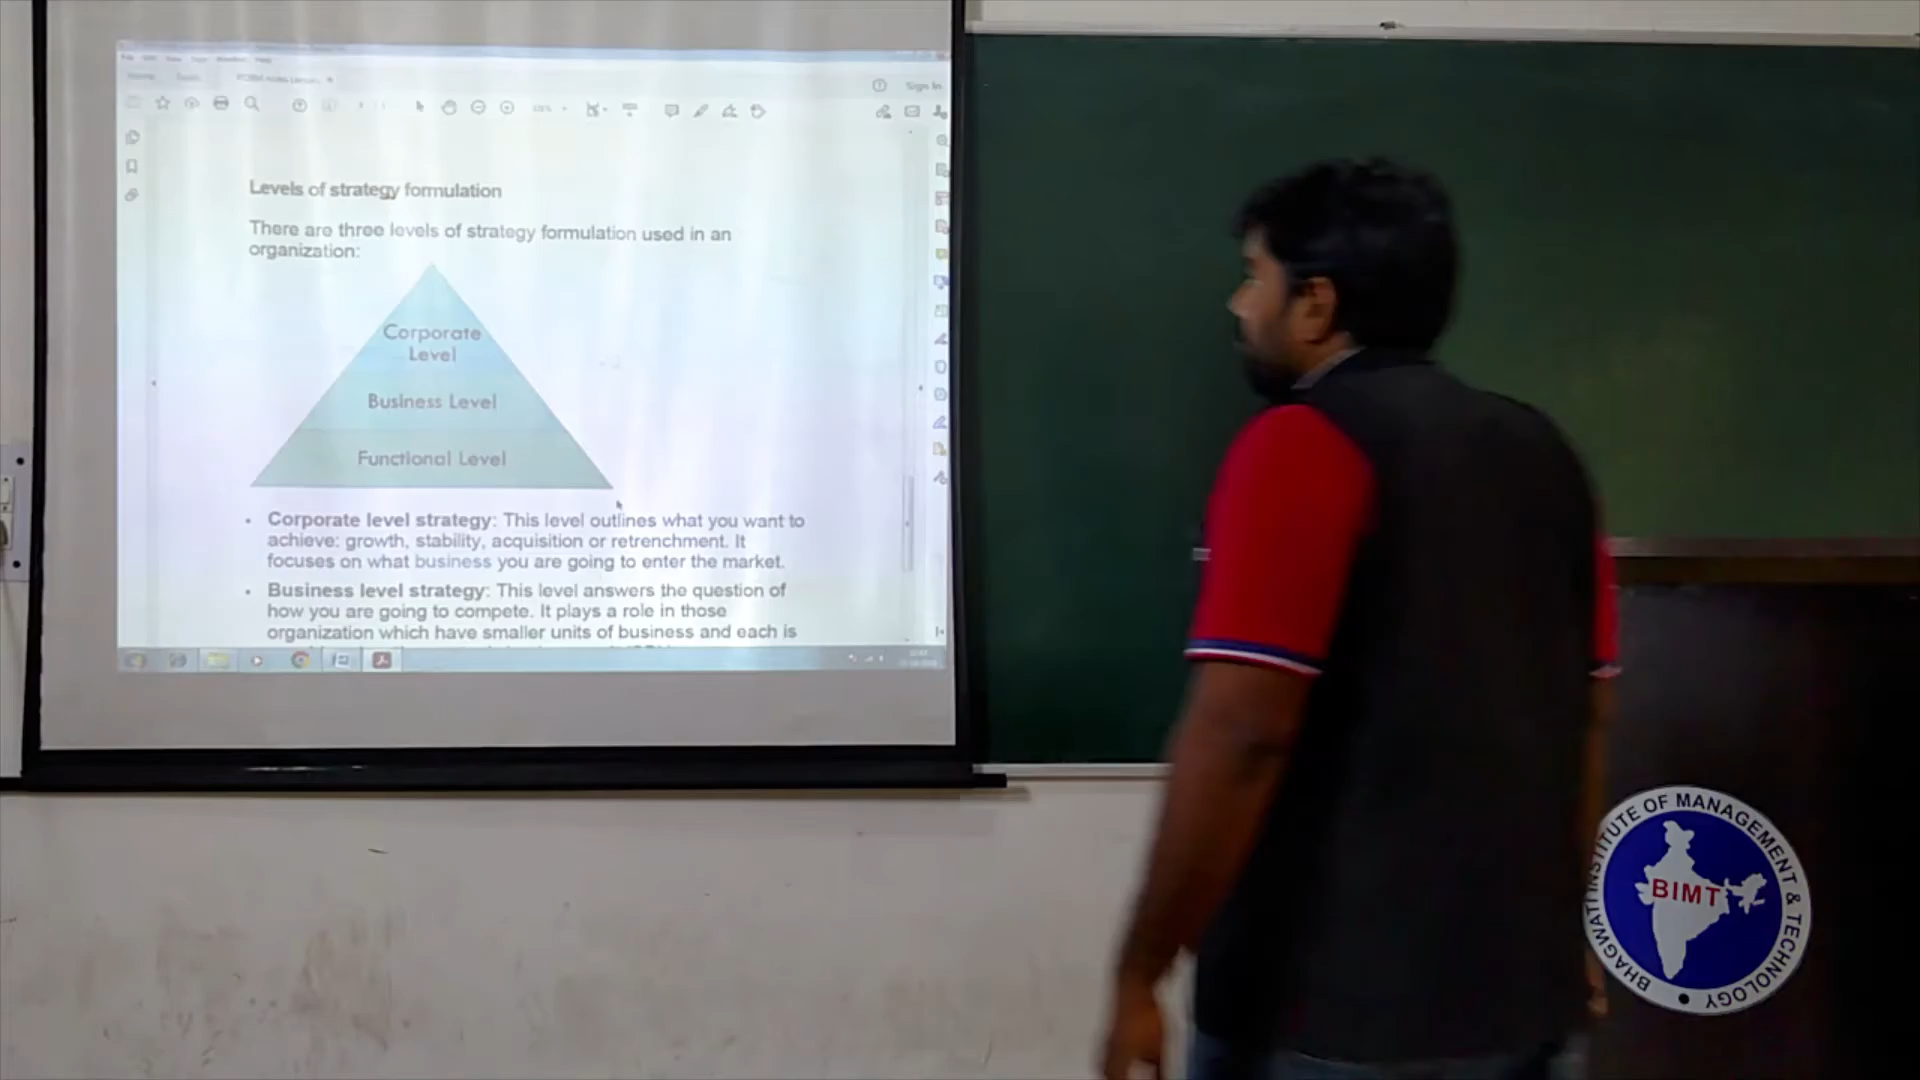 Sign In
Levels of strategy formulation
There are three levels of strategy formulation used in an
organization:
Corporate
Level
Business Level
Functional Level
• Corporate level strategy: This level outlines what you want to
achieve: growth, stability, acquisition or retrenchment. It
focuses on what business you are going to enter the market.
• Business level strategy: This level answers the question of
how you are going to compete. It plays a role in those
organization which have smaller units of business and each is
BHAGWATI INSTITUTE OF MANAGEMENT & TECHNOLOGY
BIMT